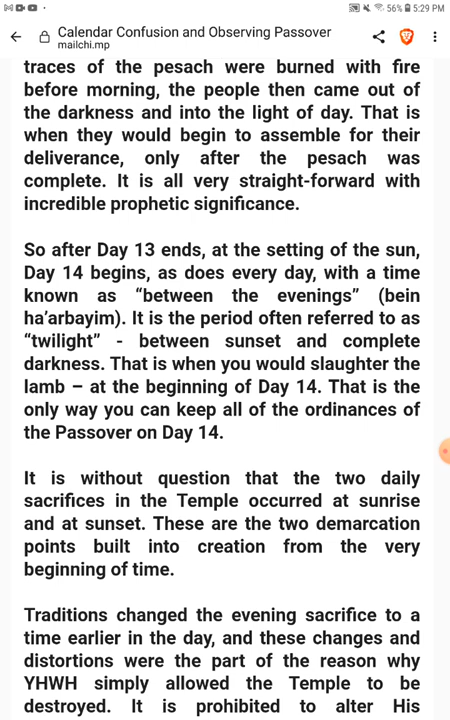 56% 5:29 PM
Calendar Confusion and Observing Passover
mailchi.mp
traces of the pesach were burned with fire
before morning, the people then came out of
the darkness and into the light of day. That is
when they would begin to assemble for their
deliverance, only after the pesach was
complete. It is all very straight-forward with
incredible prophetic significance.
So after Day 13 ends, at the setting of the sun,
Day 14 begins, as does every day, with a time
known as “between the evenings” (bein
ha’arbayim). It is the period often referred to as
“twilight” - between sunset and complete
darkness. That is when you would slaughter the
lamb – at the beginning of Day 14. That is the
only way you can keep all of the ordinances of
the Passover on Day 14.
It is without question that the two daily
sacrifices in the Temple occurred at sunrise
and at sunset. These are the two demarcation
points built into creation from the very
beginning of time.
Traditions changed the evening sacrifice to a
time earlier in the day, and these changes and
distortions were the part of the reason why
YHWH simply allowed the Temple to be
destroyed. It is prohibited to alter His